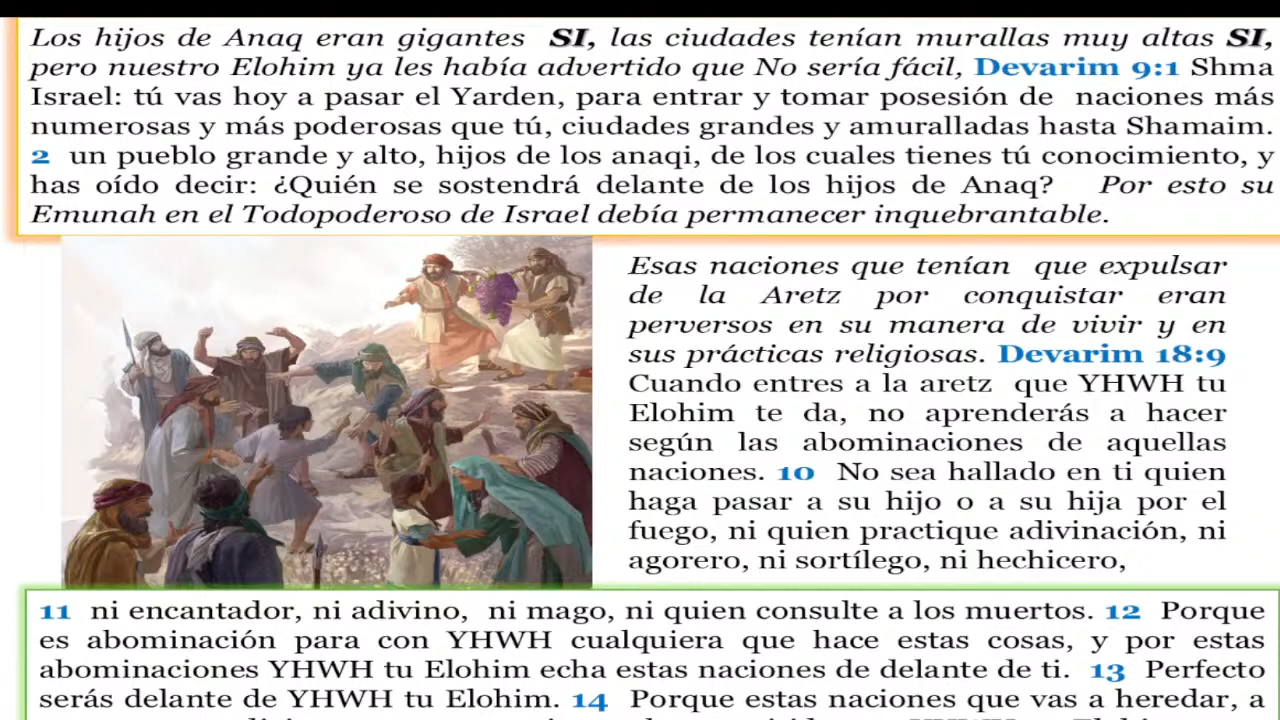 Los hijos de Anaq eran gigantes SI, las ciudades tenían murallas muy altas SI,
pero nuestro Elohim ya les había advertido que No sería fácil, Devarim 9:1 Shma
Israel: tú vas hoy a pasar el Yarden, para entrar y tomar posesión de naciones más
numerosas y más poderosas que tú, ciudades grandes y amuralladas hasta Shamaim.
2 un pueblo grande y alto, hijos de los anaqi, de los cuales tienes tú conocimiento, y
has oído decir: ¿Quién se sostendrá delante de los hijos de Anaq? Por esto su
Emunah en el Todopoderoso de Israel debía permanecer inquebrantable.
Esas naciones que tenían que expulsar
de la Aretz por conquistar eran
perversos en su manera de vivir y en
sus prácticas religiosas. Devarim 18:9
Cuando entres a la aretz que YHWH tu
Elohim te da, no aprenderás a hacer
según las abominaciones de aquellas
naciones. 10 No sea hallado en ti quien
haga pasar a su hijo o a su hija por el
fuego, ni quien practique adivinación, ni
agorero, ni sortílego, ni hechicero,
11 ni encantador, ni adivino, ni mago, ni quien consulte a los muertos. 12 Porque
es abominación para con YHWH cualquiera que hace estas cosas, y por estas
abominaciones YHWH tu Elohim echa estas naciones de delante de ti. 13 Perfecto
serás delante de YHWH tu Elohim. 14 Porque estas naciones que vas a heredar, a